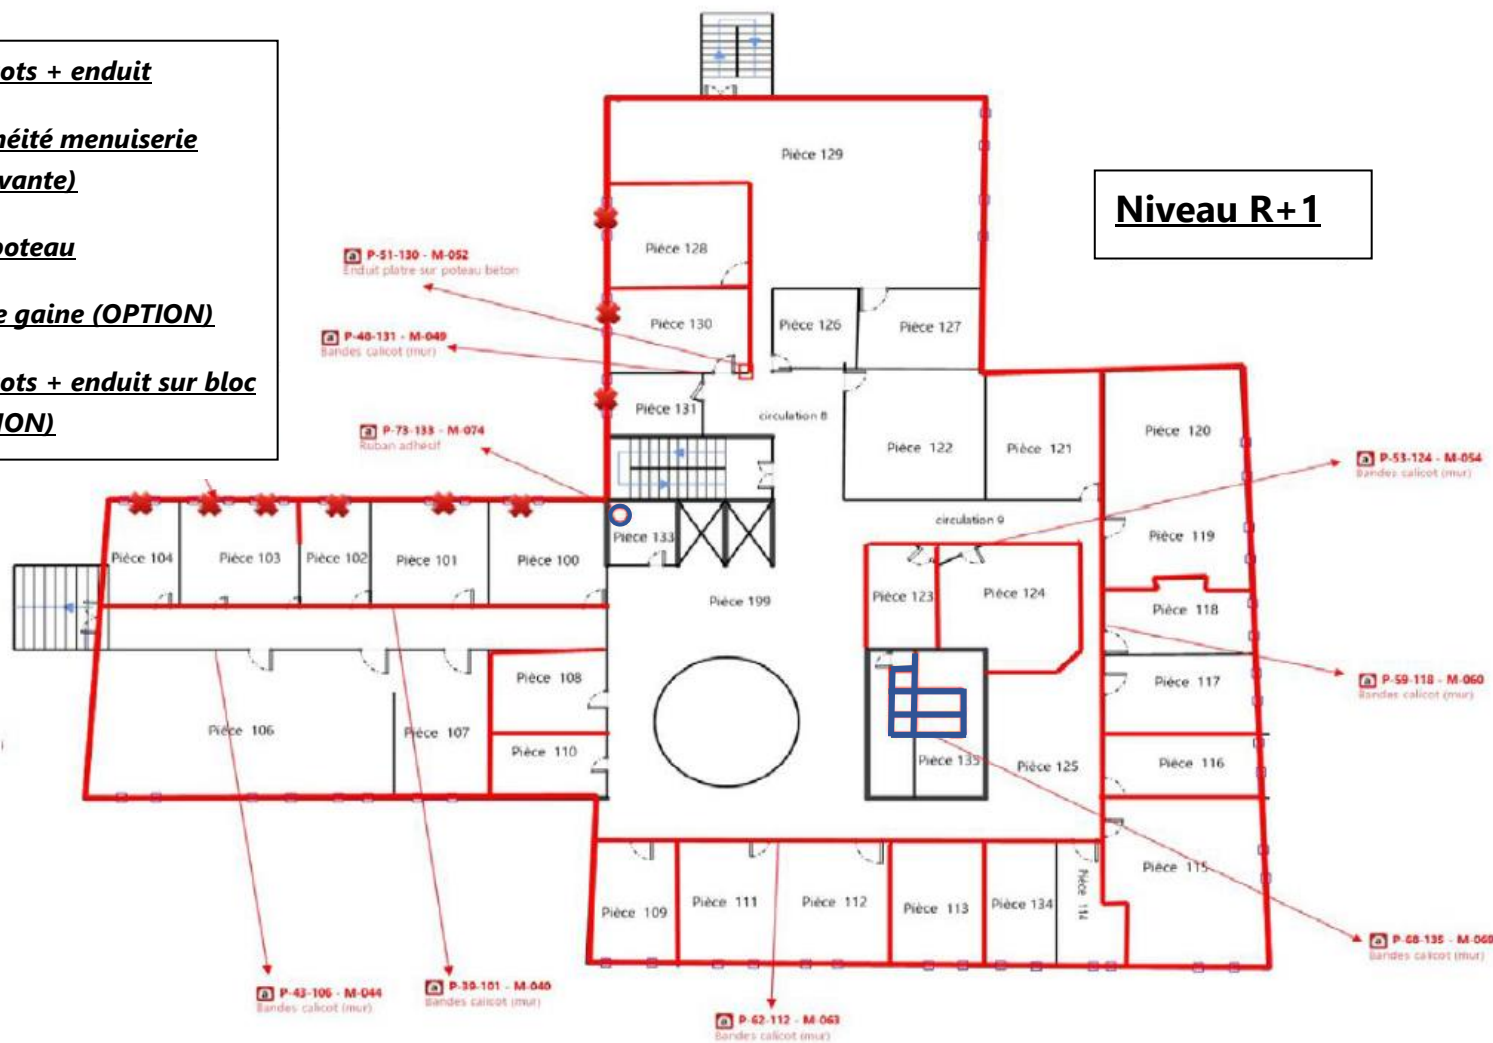 ots + enduit
néité menuiserie
vante)
poteau
e gaine (OPTION)
ots + enduit sur bloc
ION)
Niveau R+1
Pièce 129
Pièce 128
a P-51-130 - M-052
Enduit platre sur poteau béton
Pièce 130
Pièce 126
Pièce 127
a P-48-131 - M-049
Bandes calicot (mur)
Pièce 131
circulation 8
a P-73-133 - M-074
Ruban adhésif
Pièce 122
Pièce 121
Pièce 120
a P-53-124 - M-054
Bandes calicot (mur)
circulation 9
Pièce 104
Pièce 103
Pièce 102
Pièce 101
Pièce 100
Pièce 133
Pièce 119
Pièce 199
Pièce 123
Pièce 124
Pièce 118
Pièce 108
Pièce 117
a P-59-118 - M-060
Bandes calicot (mur)
Pièce 106
Pièce 107
Pièce 110
Pièce 135
Pièce 125
Pièce 116
Pièce 109
Pièce 111
Pièce 112
Pièce 113
Pièce 134
Pièce 114
Pièce 115
a P-68-135 - M-069
Bandes calicot (mur)
a P-43-106 - M-044
Bandes calicot (mur)
a P-39-101 - M-040
Bandes calicot (mur)
a P-62-112 - M-063
Bandes calicot (mur)